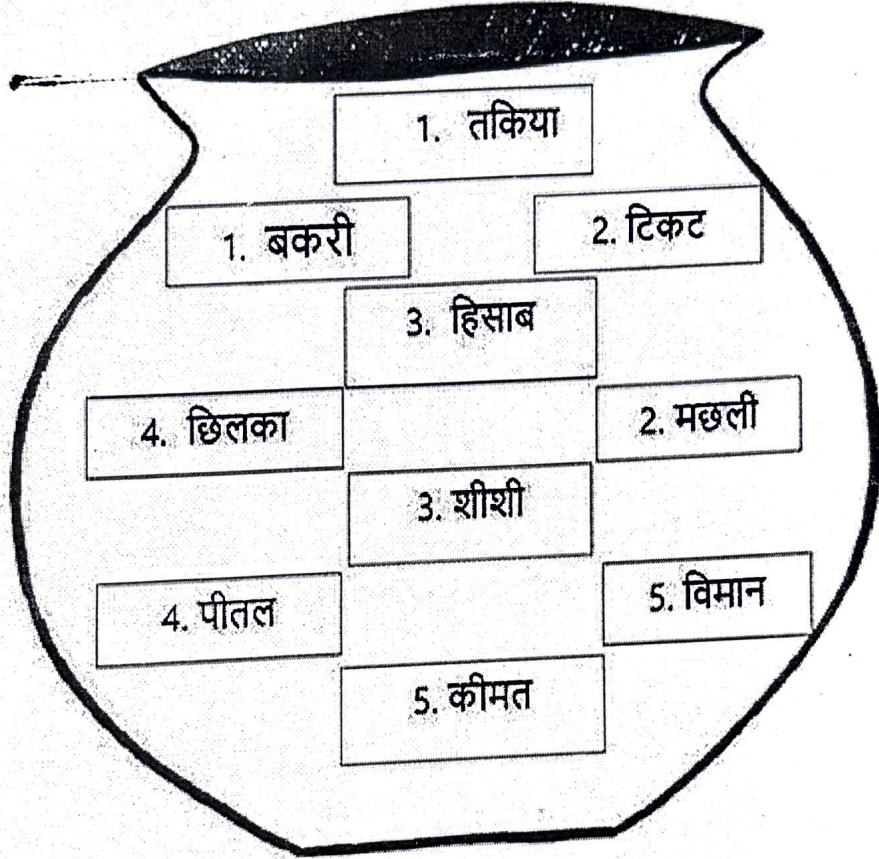 1. तकिया
1. बकरी
2. टिकट
3. हिसाब
4. छिलका
2. मछली
3. शीशी
4. पीतल
5. विमान
5. कीमत